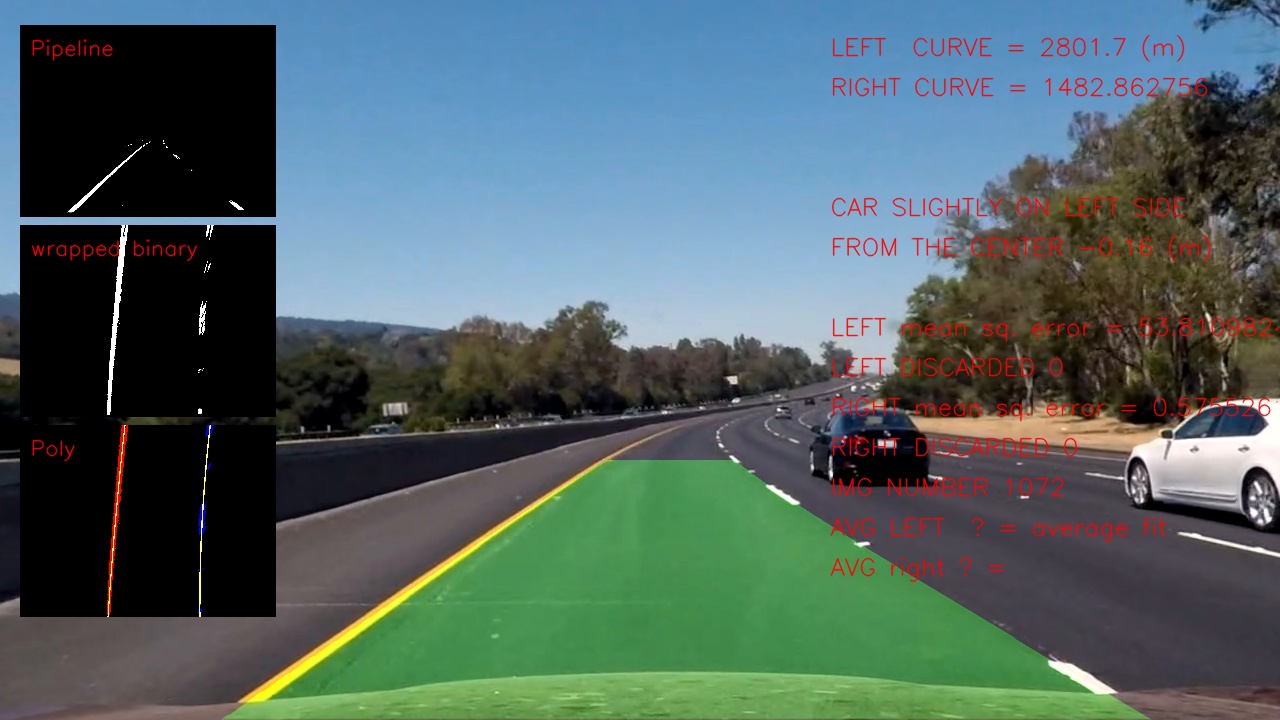 Pipeline
wrapped binary
Poly
LEFT CURVE = 2801.7 (m)
RIGHT CURVE = 1482.862756
CAR SLIGHTLY ON LEFT SIDE
FROM THE CENTER -0.16 (m)
LEFT mean sq. error = 53.810982
LEFT DISCARDED 0
RIGHT mean sq. error = 0.575526
RIGHT DISCARDED 0
IMG NUMBER 1072
AVG LEFT ? = average fit
AVG right ? =